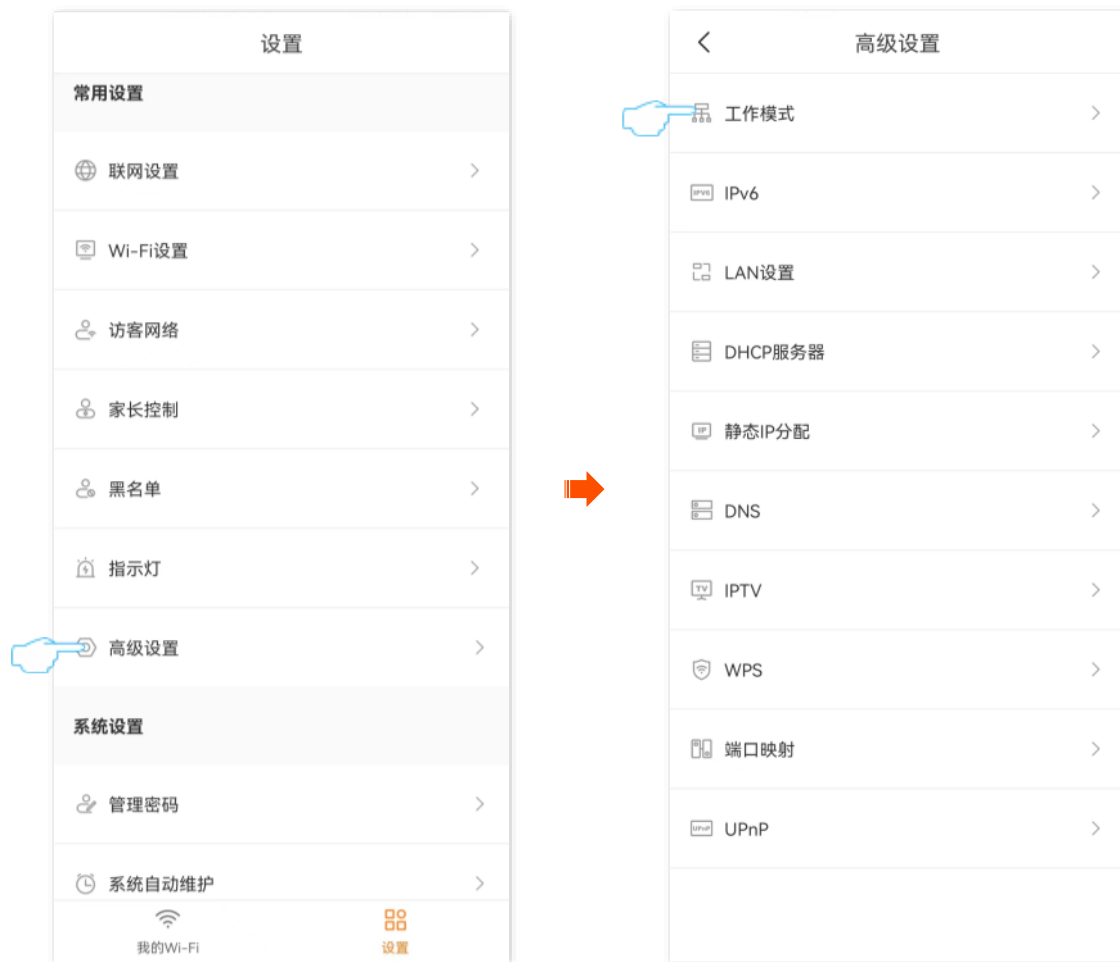 设置
常用设置
联网设置
Wi-Fi设置
访客网络
家长控制
黑名单
指示灯
高级设置
系统设置
管理密码
系统自动维护
我的Wi-Fi
设置
高级设置
工作模式
IPV6
IPv6
LAN设置
DHCP服务器
IP
静态IP分配
DNS
TV
IPTV
WPS
端口映射
UPnP
UPnP